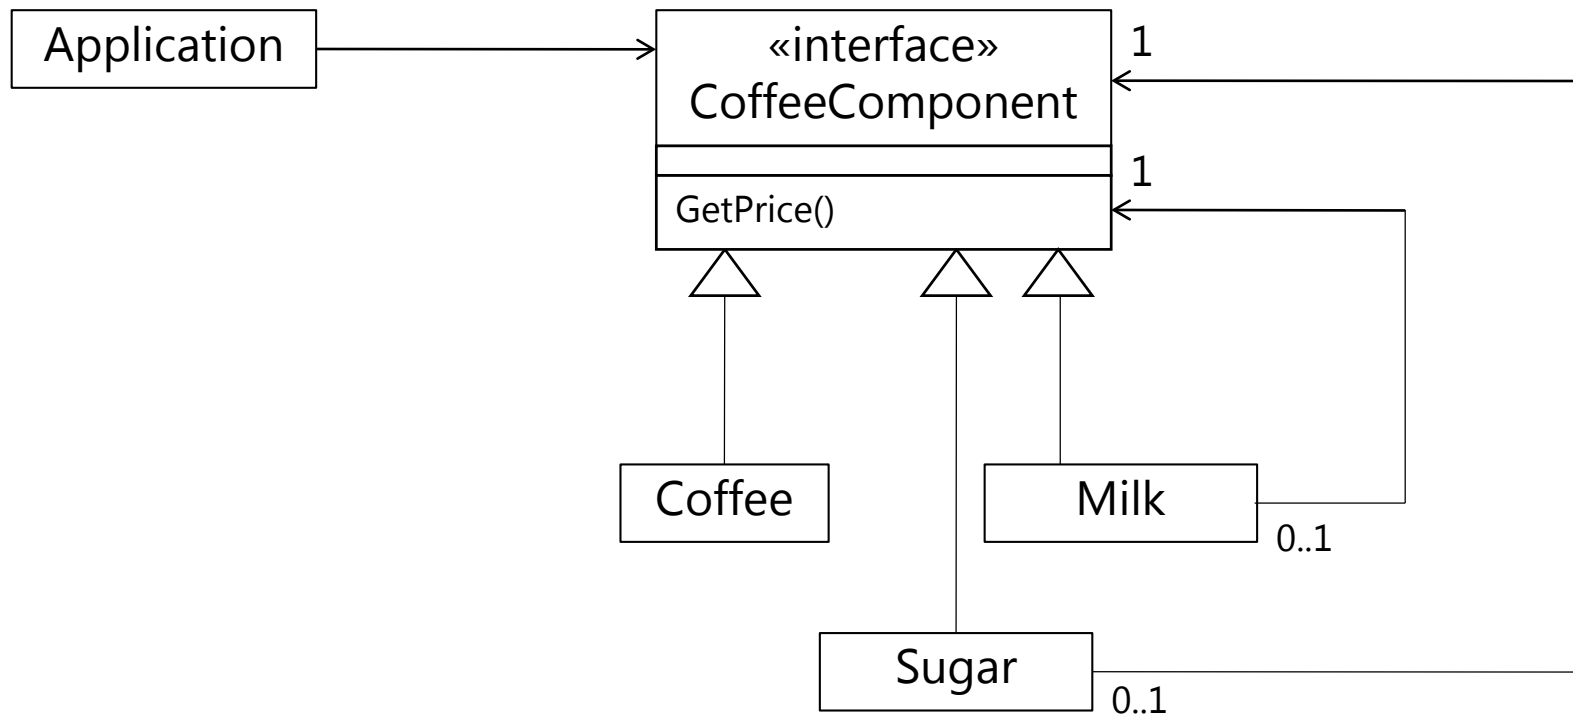 Application
«interface»
CoffeeComponent
1
1
GetPrice()
Coffee
Milk
0..1
Sugar
0..1